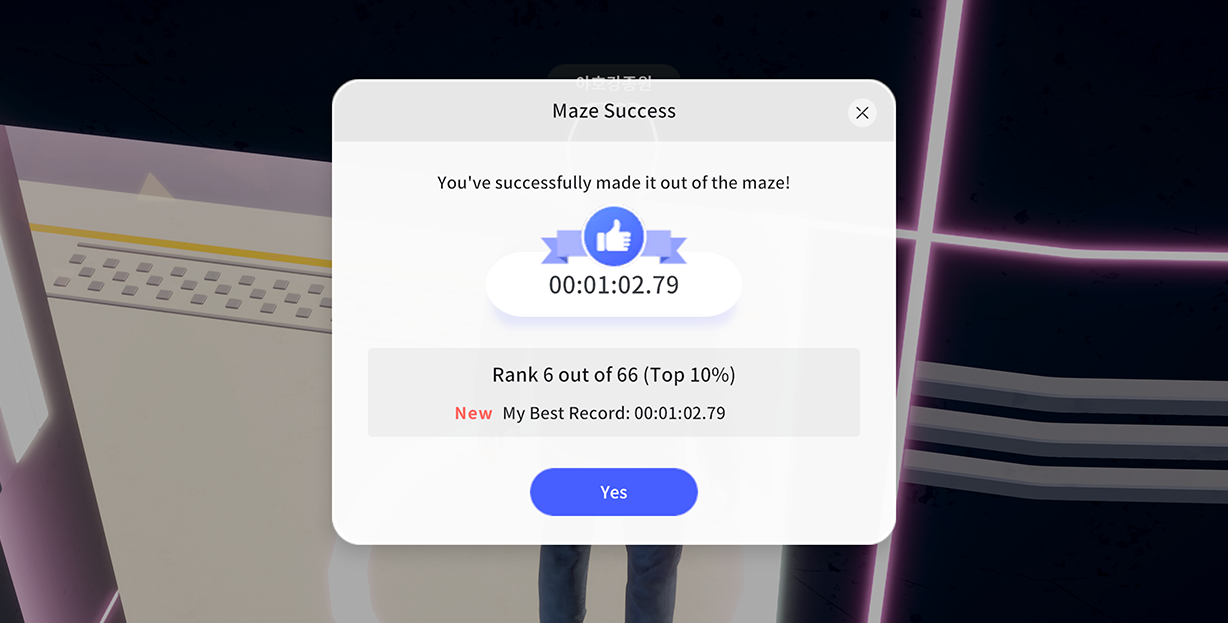 Maze Success
You've successfully made it out of the maze!
00:01:02.79
Rank 6 out of 66 (Top 10%)
New My Best Record: 00:01:02.79
Yes